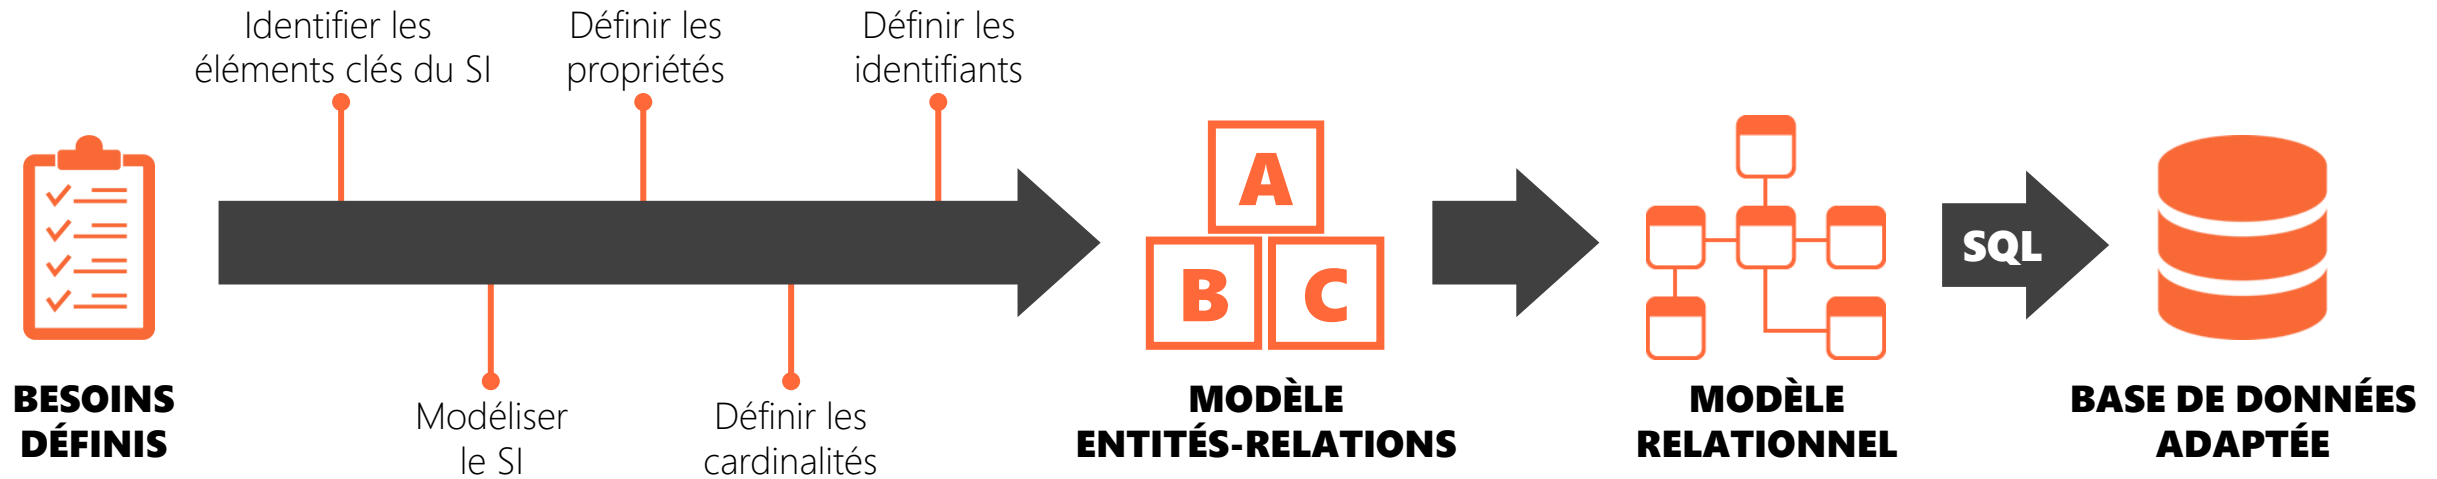 Identifier les
éléments clés du SI
Définir les
propriétés
Définir les
identifiants
A
B
C
SQL
BESOINS
DÉFINIS
Modéliser
le SI
Définir les
cardinalités
MODÈLE
ENTITÉS-RELATIONS
MODÈLE
RELATIONNEL
BASE DE DONNÉES
ADAPTÉE